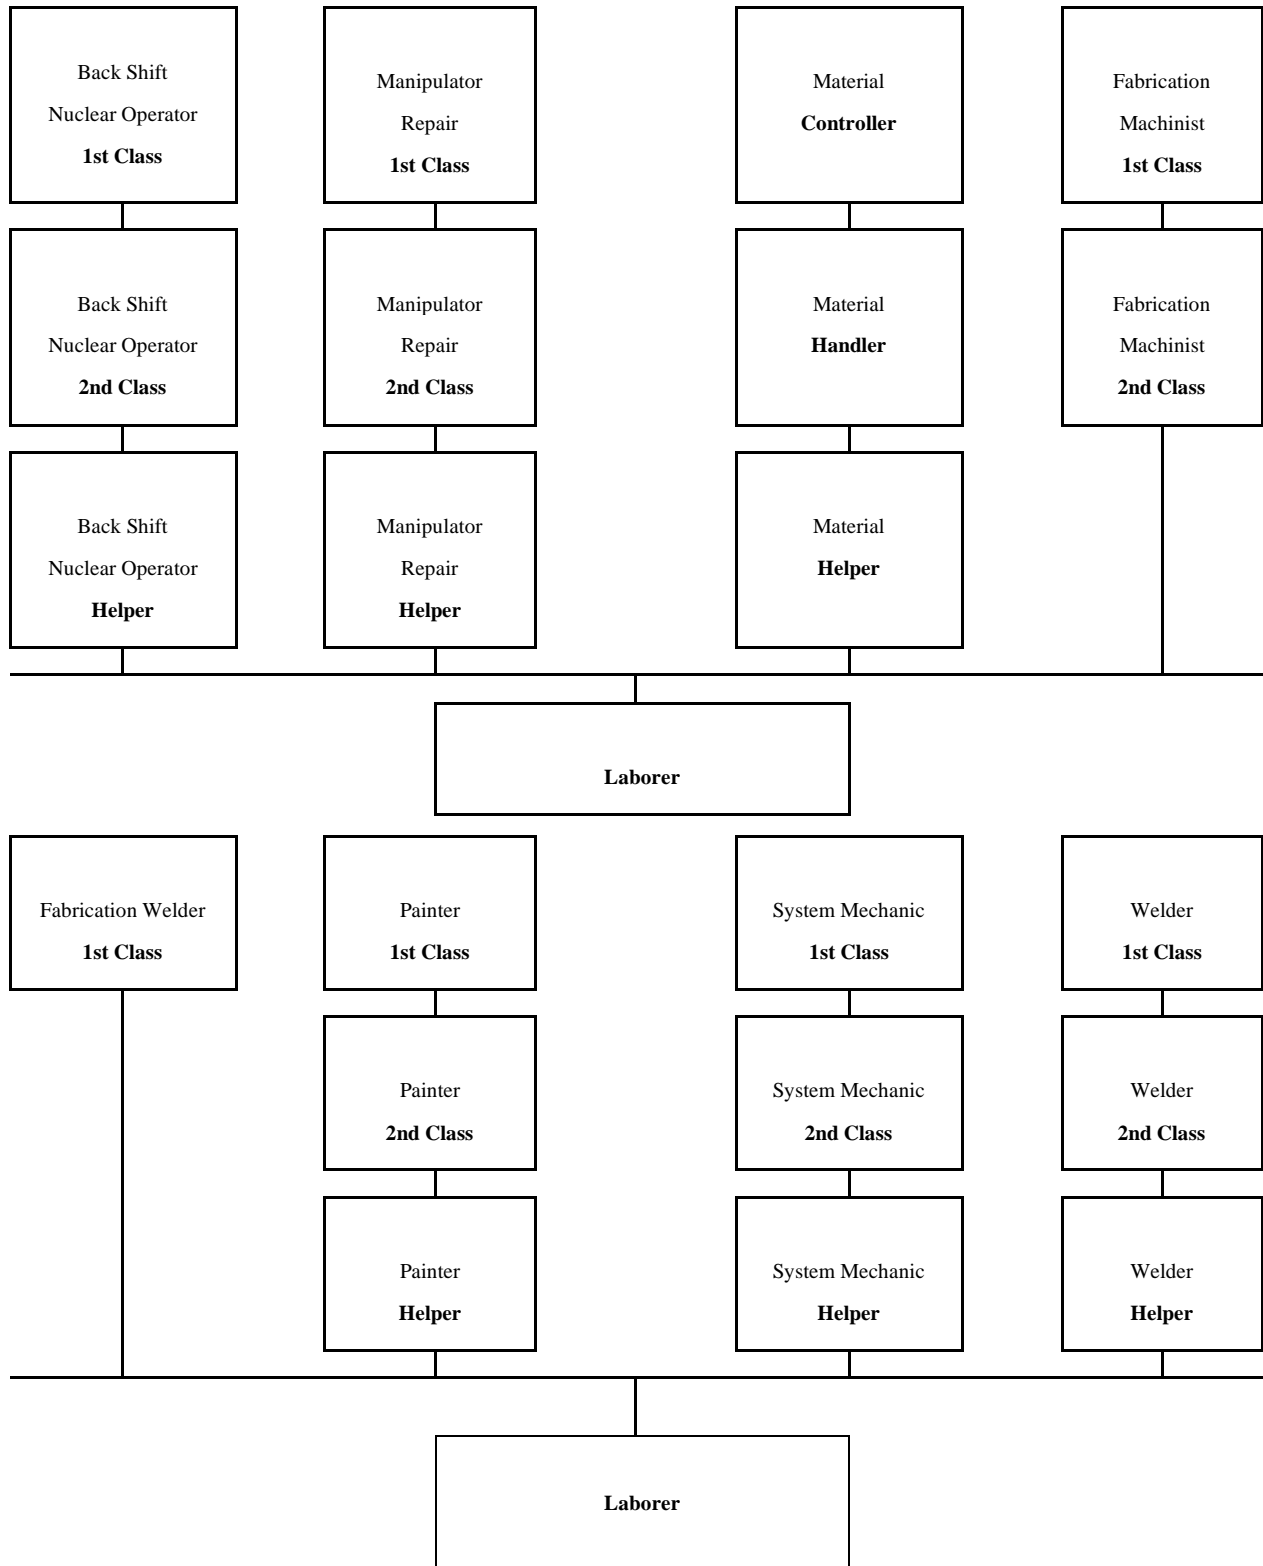 Back Shift
Nuclear Operator
1st Class
Manipulator
Repair
1st Class
Material
Controller
Fabrication
Machinist
1st Class
Back Shift
Nuclear Operator
2nd Class
Manipulator
Repair
2nd Class
Material
Handler
Fabrication
Machinist
2nd Class
Back Shift
Nuclear Operator
Helper
Manipulator
Repair
Helper
Material
Helper
Laborer
Fabrication Welder
1st Class
Painter
1st Class
System Mechanic
1st Class
Welder
1st Class
Painter
2nd Class
System Mechanic
2nd Class
Welder
2nd Class
Painter
Helper
System Mechanic
Helper
Welder
Helper
Laborer